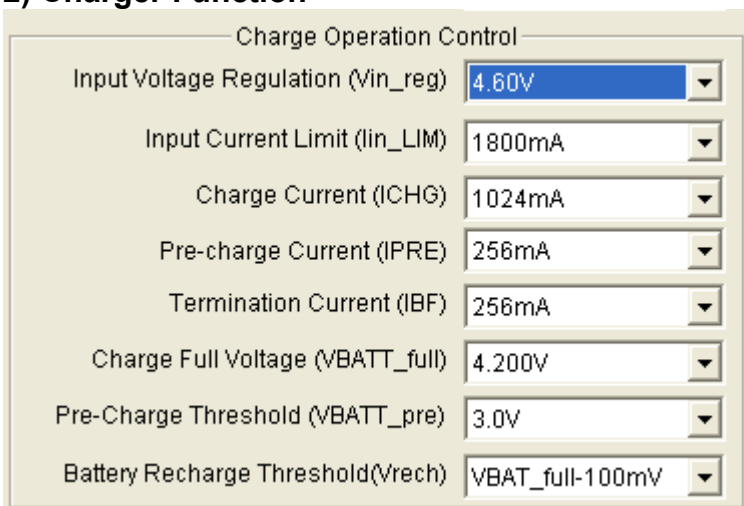 2) Charger Function
Charge Operation Control
Input Voltage Regulation (Vin_reg) 4.60V
Input Current Limit (Iin_LIM) 1800mA
Charge Current (ICHG) 1024mA
Pre-charge Current (IPRE) 256mA
Termination Current (IBF) 256mA
Charge Full Voltage (VBATT_full) 4.200V
Pre-Charge Threshold (VBATT_pre) 3.0V
Battery Recharge Threshold(Vrech) VBAT_full-100mV